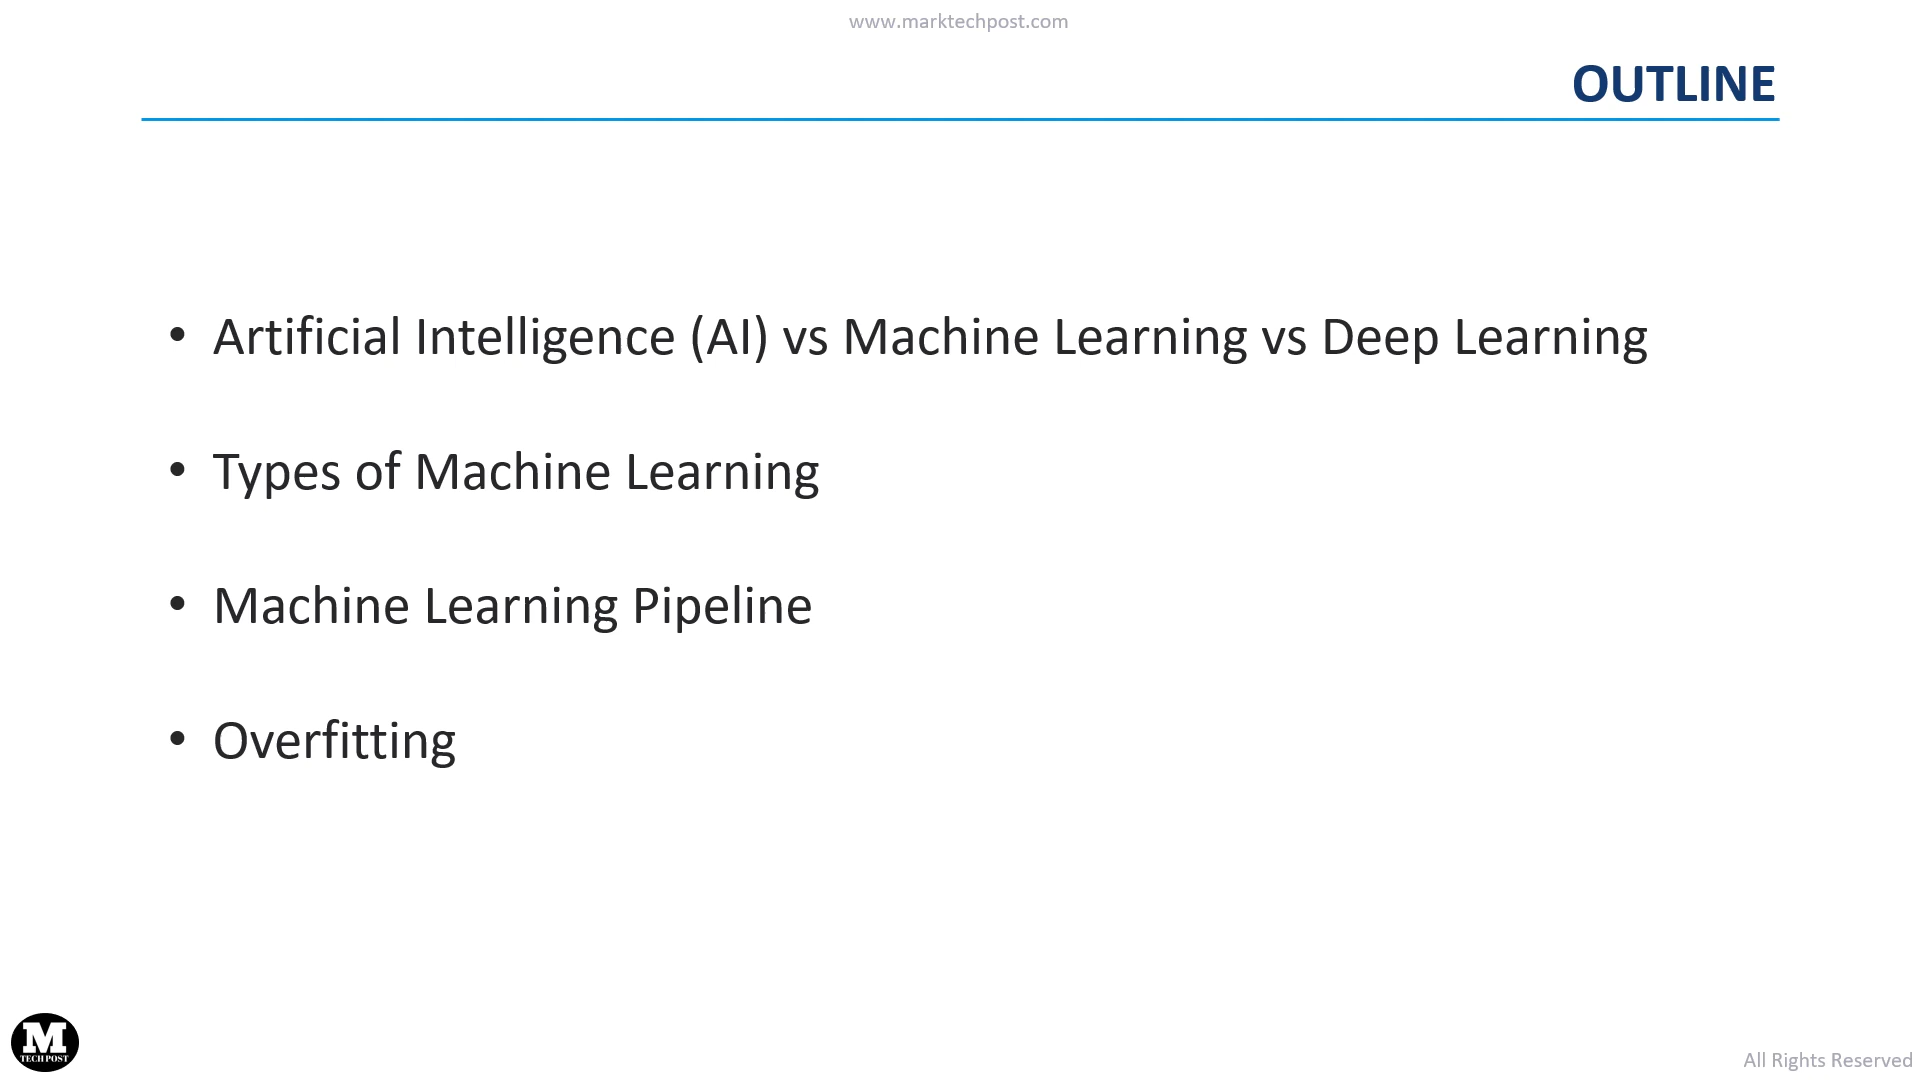 www.marktechpost.com
OUTLINE
• Artificial Intelligence (AI) vs Machine Learning vs Deep Learning
• Types of Machine Learning
• Machine Learning Pipeline
• Overfitting
M
TECH POST
All Rights Reserved